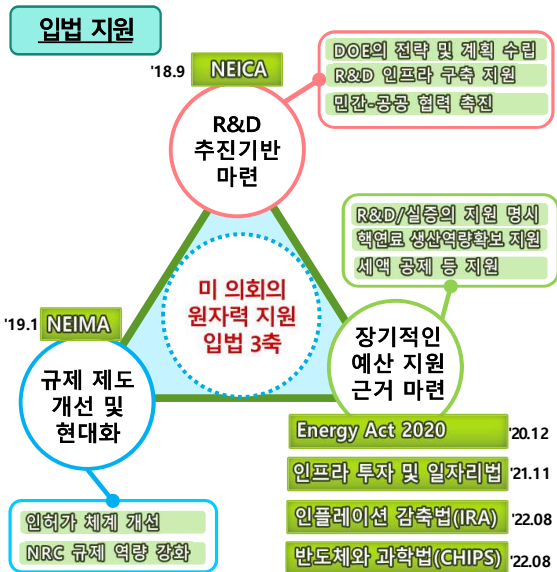 입법 지원
'18.9
NEICA
R&D
추진기반
마련
DOE의 전략 및 계획 수립
R&D 인프라 구축 지원
민간-공공 협력 촉진
R&D/실증의 지원 명시
핵연료 생산역량확보 지원
세액 공제 등 지원
미 의회의
원자력 지원
입법 3축
'19.1
NEIMA
규제 제도
개선 및
현대화
장기적인
예산 지원
근거 마련
Energy Act 2020
'20.12
인프라 투자 및 일자리법
'21.11
인플레이션 감축법(IRA)
'22.08
반도체와 과학법(CHIPS)
'22.08
인허가 체계 개선
NRC 규제 역량 강화